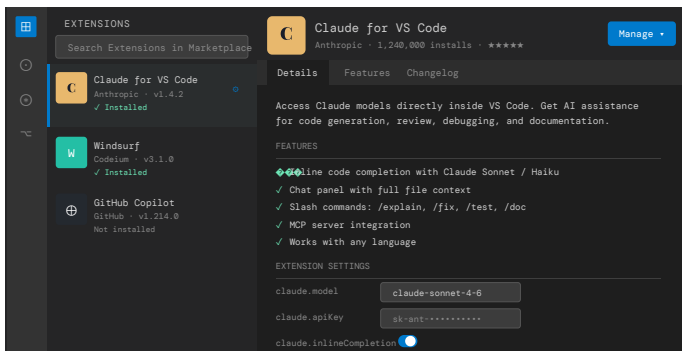 EXTENSIONS
Search Extensions in Marketplace
C
Claude for VS Code
Anthropic · v1.4.2
✓ Installed
W
Windsurf
Codeium · v3.1.0
✓ Installed
GitHub Copilot
GitHub · v1.214.0
Not installed
C
Claude for VS Code
Anthropic · 1,240,000 installs · ★★★★★
Manage ▾
Details Features Changelog
Access Claude models directly inside VS Code. Get AI assistance
for code generation, review, debugging, and documentation.
FEATURES
line code completion with Claude Sonnet / Haiku
✓ Chat panel with full file context
✓ Slash commands: /explain, /fix, /test, /doc
✓ MCP server integration
✓ Works with any language
EXTENSION SETTINGS
claude.model claude-sonnet-4-6
claude.apiKey sk-ant-··········
claude.inlineCompletion